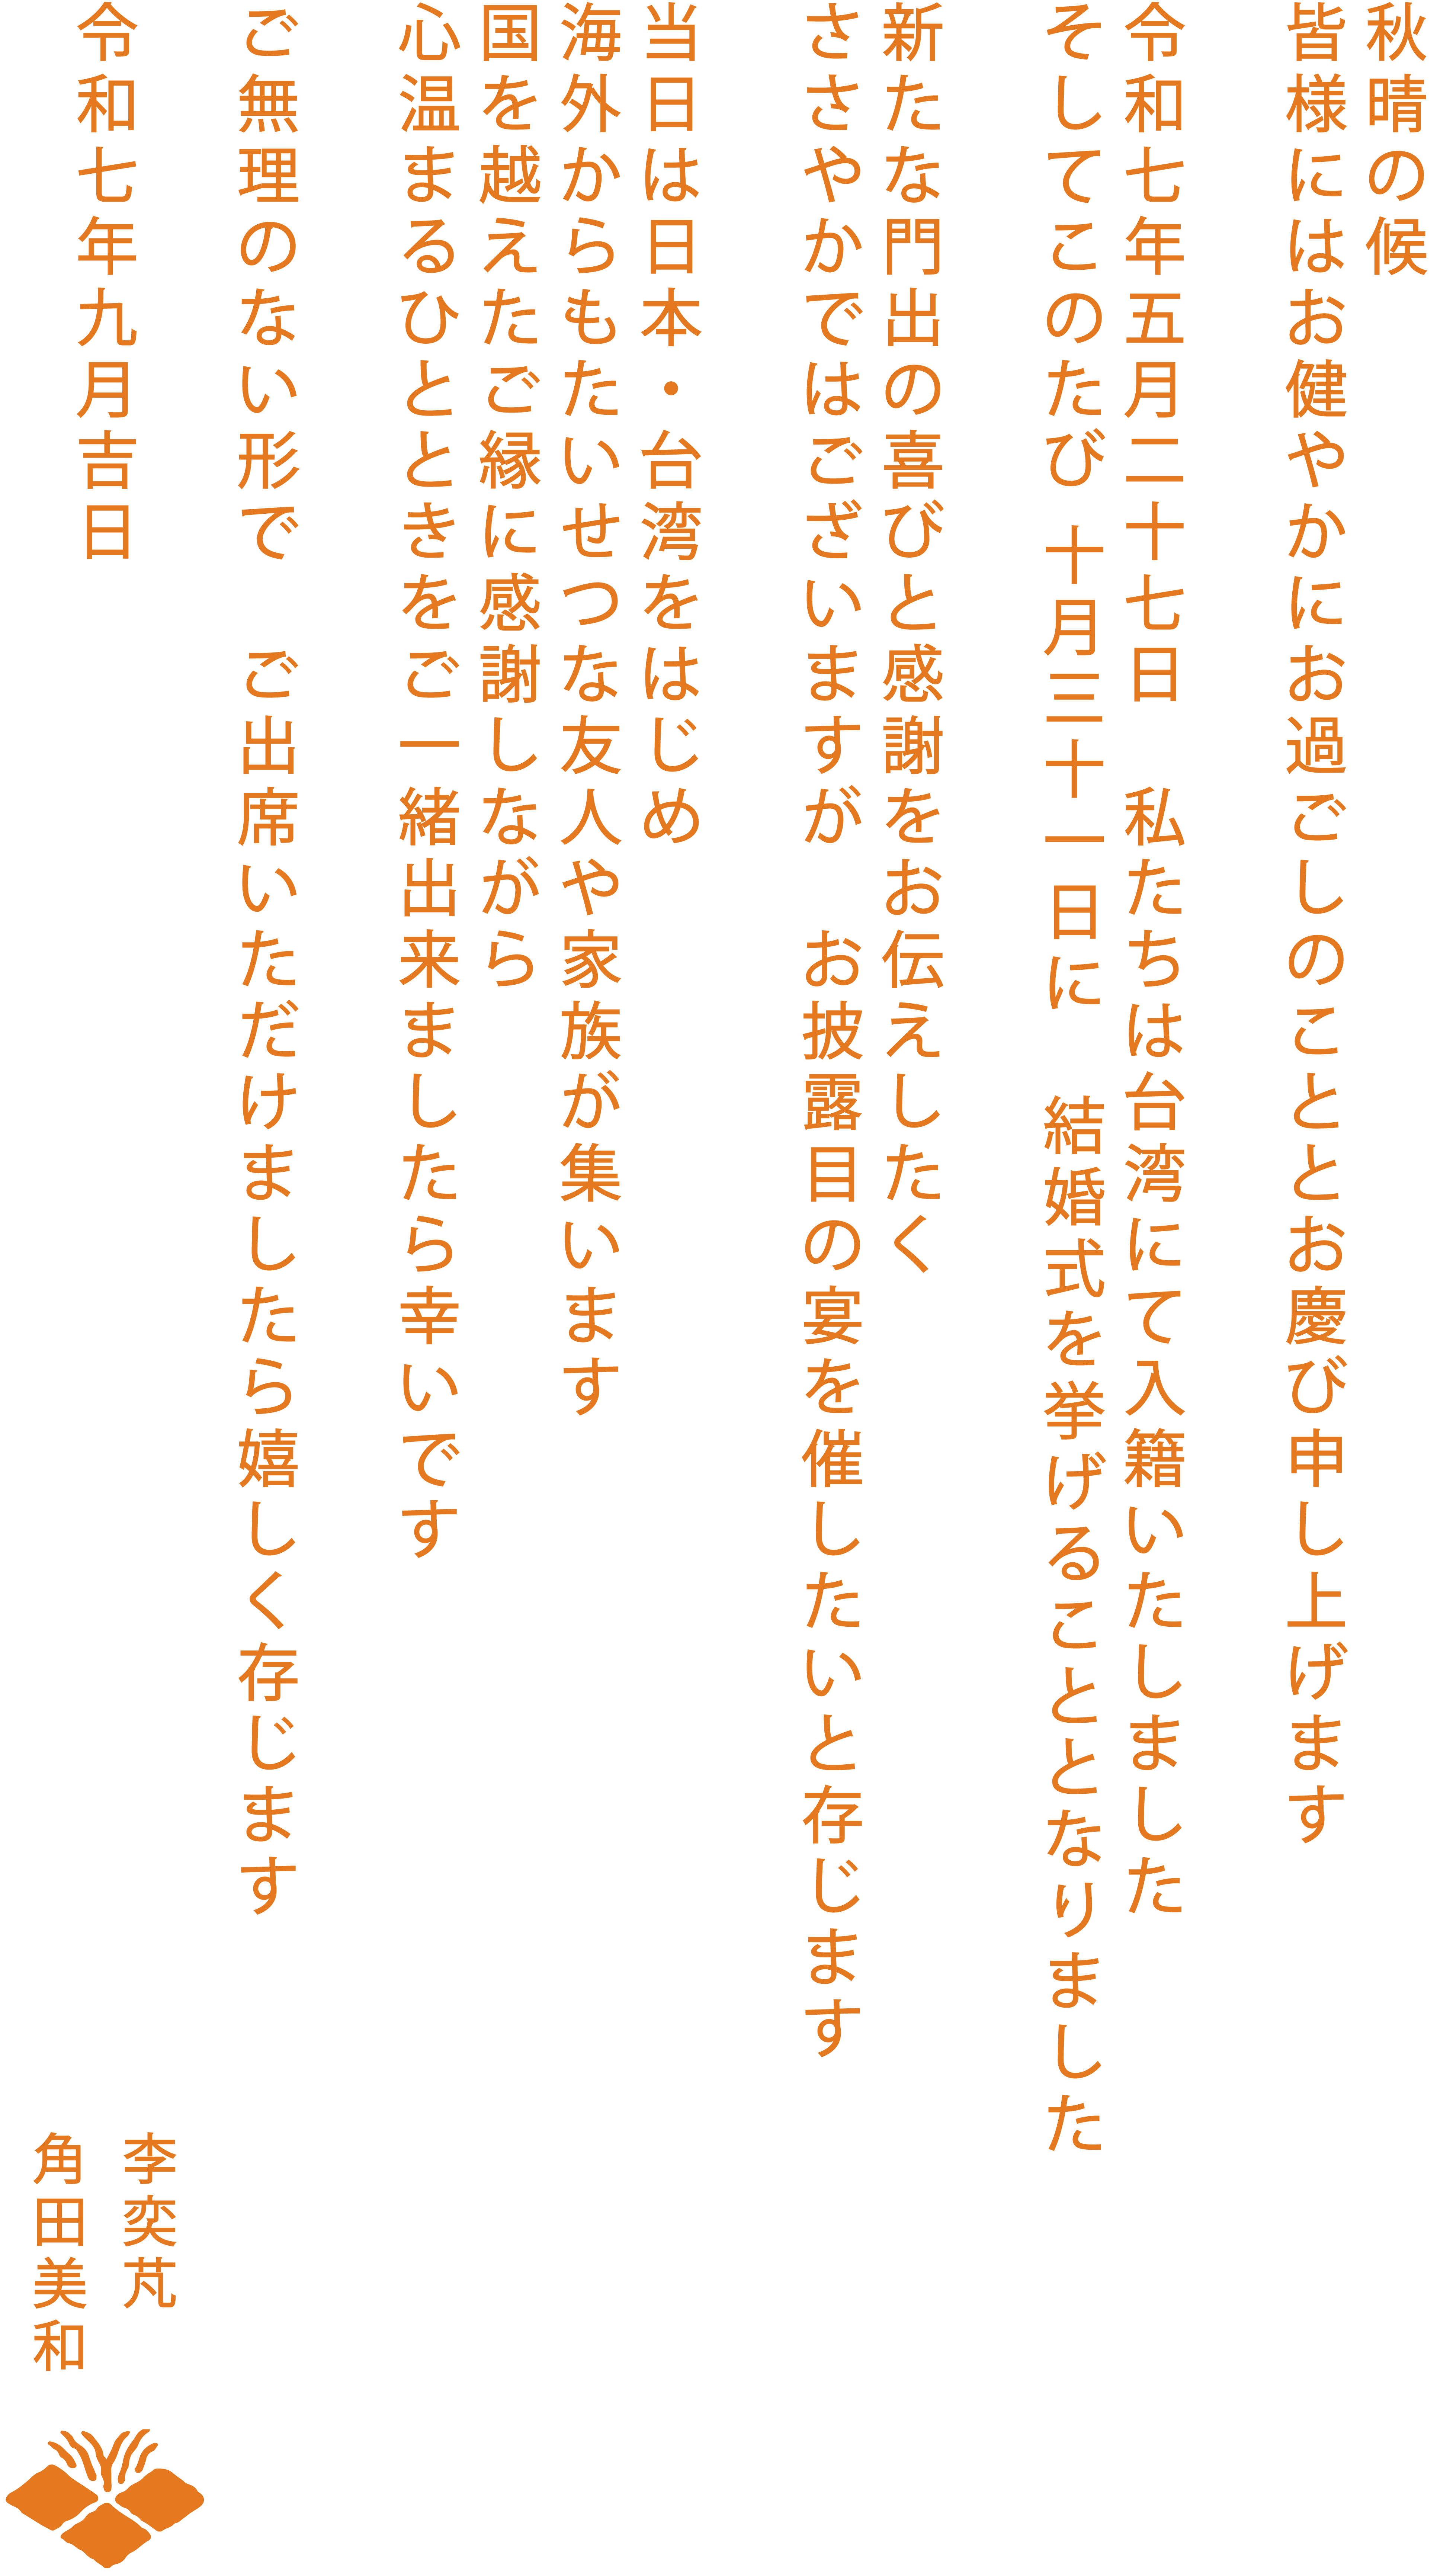 秋晴の候
皆様にはお健やかにお過ごしのこととお慶び申し上げます
令和七年五月二十七日　私たちは台湾にて入籍いたしました
そしてこのたび 十月三十一日に　結婚式を挙げることとなりました
新たな門出の喜びと感謝をお伝えしたく
ささやかではございますが　お披露目の宴を催したいと存じます
当日は日本・台湾をはじめ
海外からもたいせつな友人や家族が集います
国を越えたご縁に感謝しながら
心温まるひとときをご一緒出来ましたら幸いです
ご無理のない形で　ご出席いただけましたら嬉しく存じます
令和七年九月吉日
李奕芃
角田美和